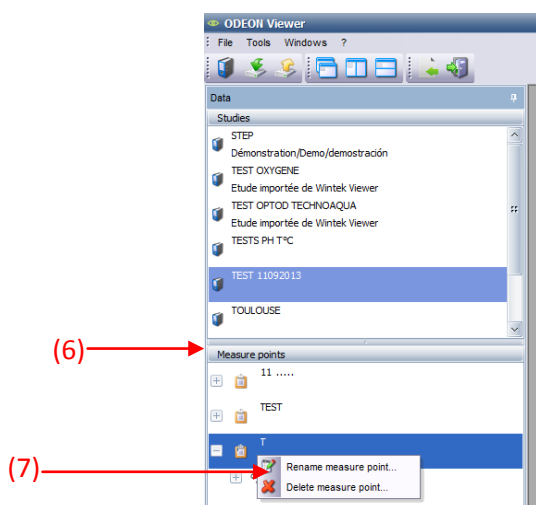 ODEON Viewer
File Tools Windows ?
Data
Studies
STEP
Démonstration/Demo/demostración
TEST OXYGENE
Etude importée de Wintek Viewer
TEST OPTOD TECHNOAQUA
Etude importée de Wintek Viewer
TESTS PH T°C
TEST 11092013
TOULOUSE
(6)
Measure points
11 .....
TEST
T
(7)
Rename measure point...
Delete measure point...